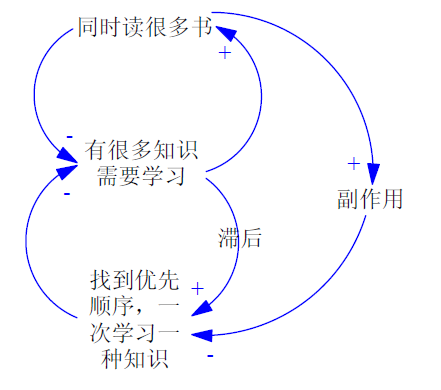 同时读很多书
+
-
有很多知识
需要学习
-
+
副作用
滞后
找到优先
顺序，一
次学习一
种知识
+
-